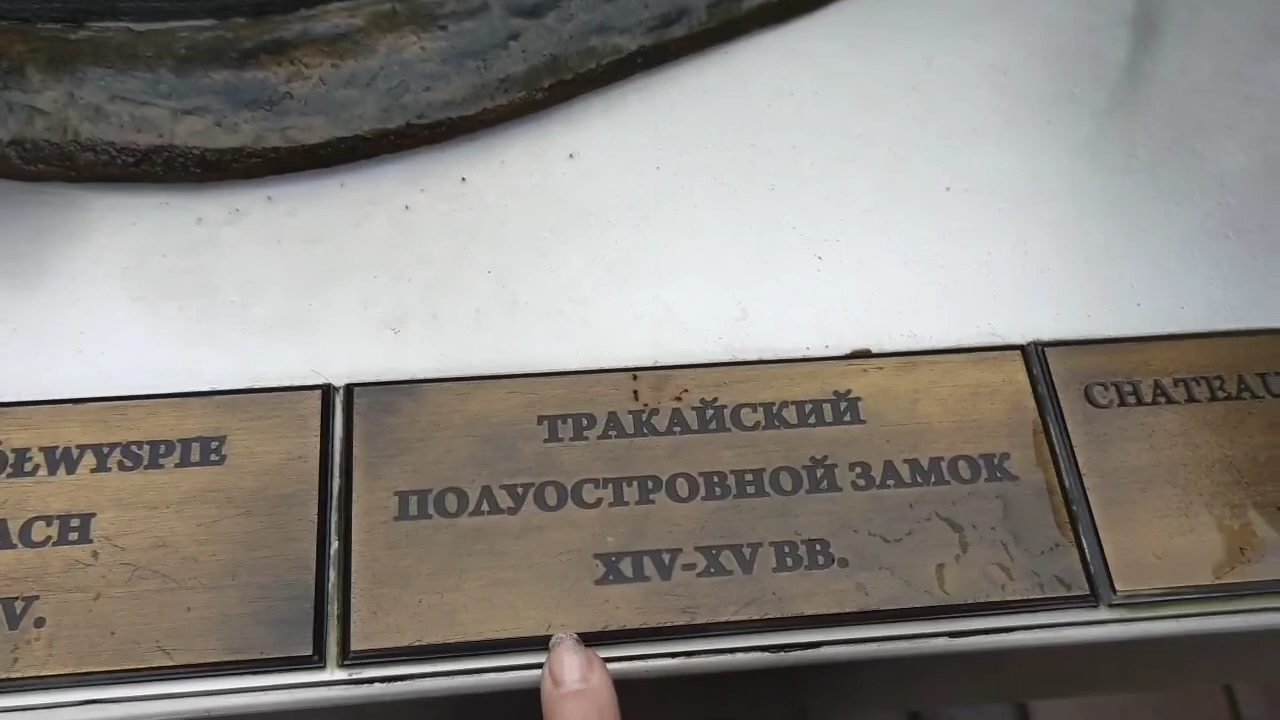 ÓŁWYSPIE
ACH
V.
ТРАКАЙСКИЙ
ПОЛУОСТРОВНОЙ ЗАМОК
XIV-XV ВВ.
CHATEAU